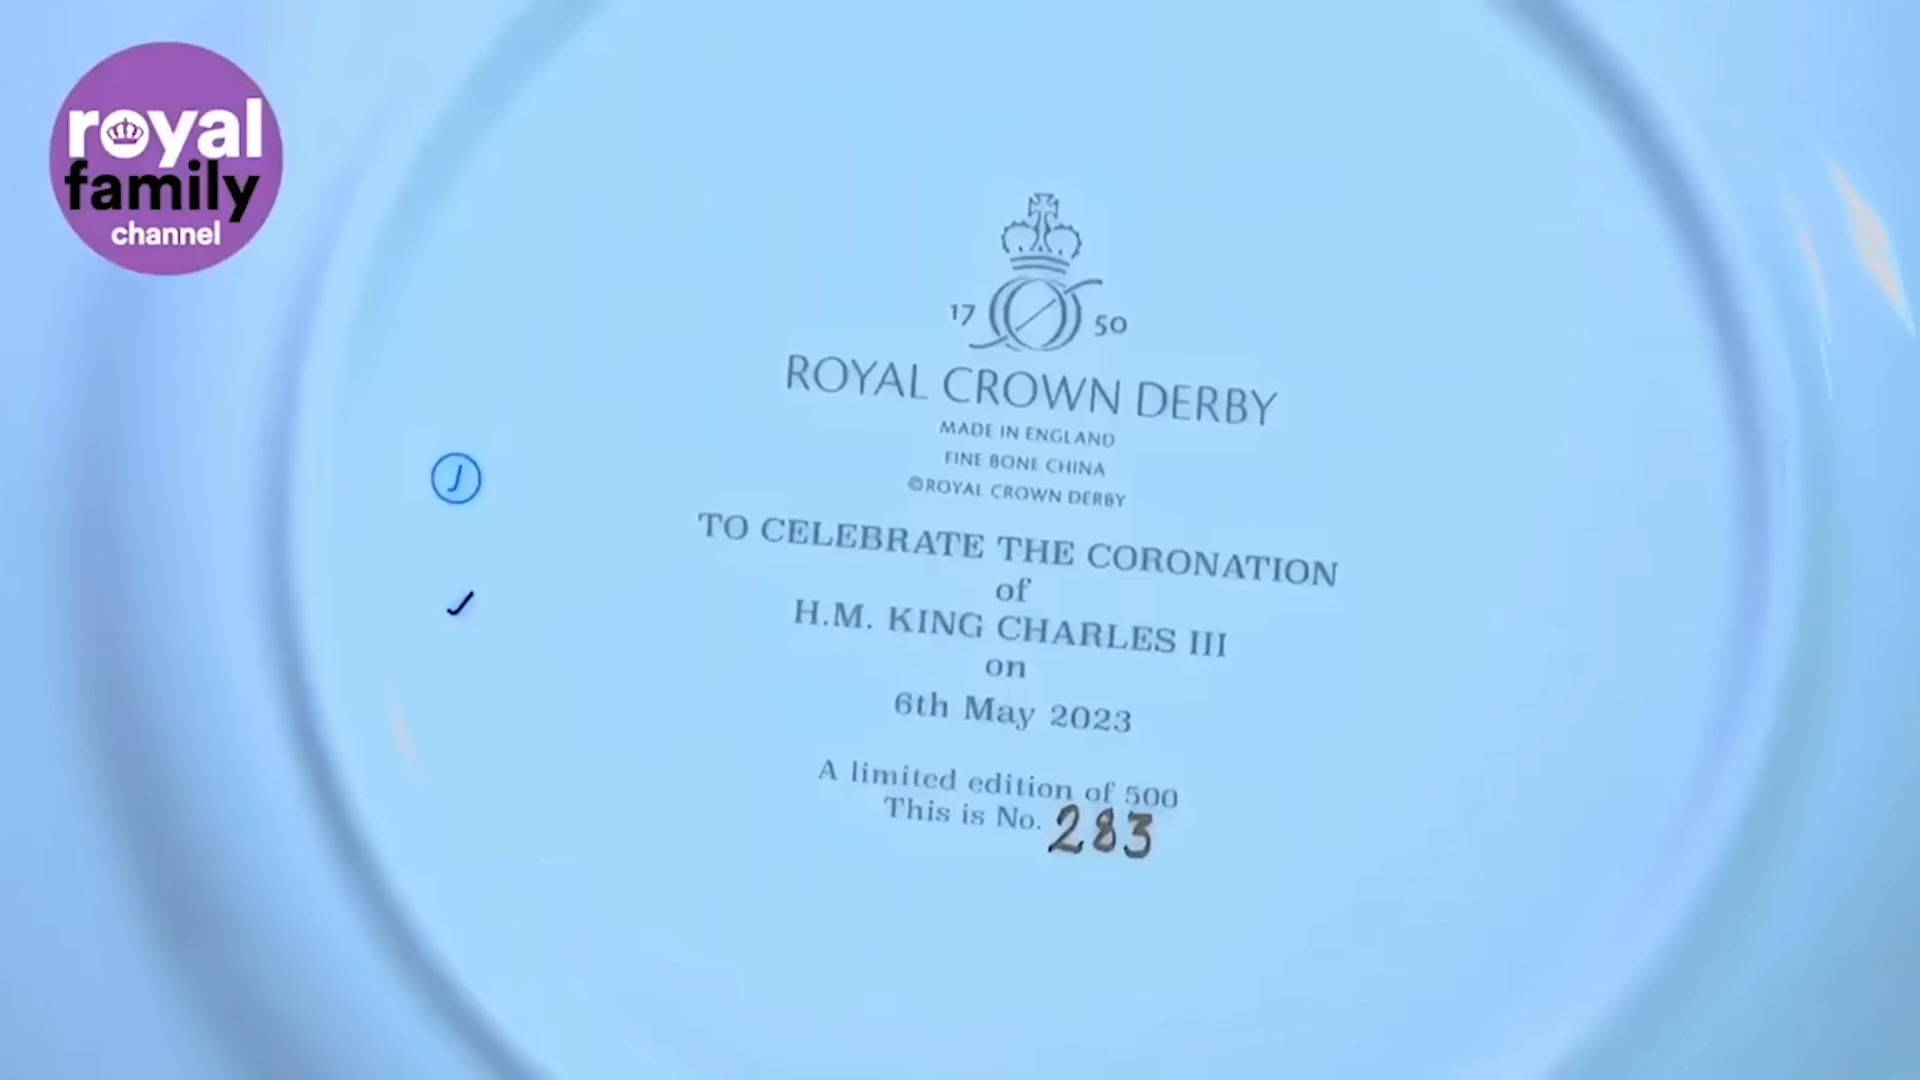 royal
family
channel
17 50
ROYAL CROWN DERBY
MADE IN ENGLAND
FINE BONE CHINA
©ROYAL CROWN DERBY
J
TO CELEBRATE THE CORONATION
of
H.M. KING CHARLES III
on
6th May 2023
A limited edition of 500
This is No. 283